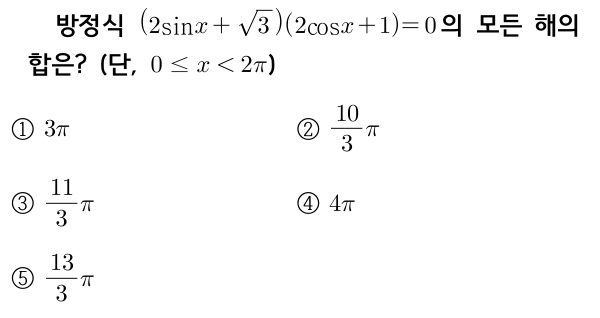 방정식 (2sinx + √3)(2cosx+1)=0의 모든 해의
합은? (단, 0 ≤ x < 2π)
① 3π ② 10/3 π
③ 11/3 π ④ 4π
⑤ 13/3 π